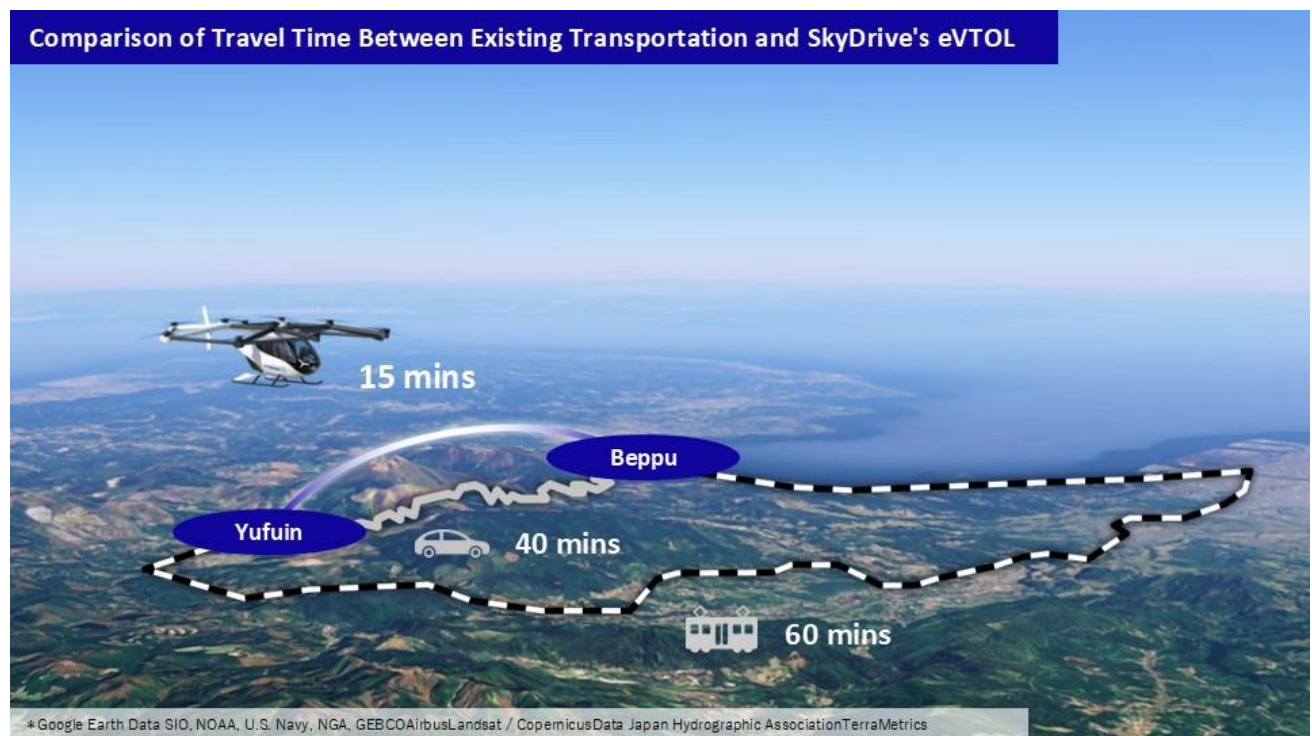 Comparison of Travel Time Between Existing Transportation and SkyDrive's eVTOL
15 mins
Beppu
Yufuin
40 mins
60 mins
*Google Earth Data SIO, NOAA, U.S. Navy, NGA, GEBCOAirbusLandsat / CopernicusData Japan Hydrographic AssociationTerraMetrics